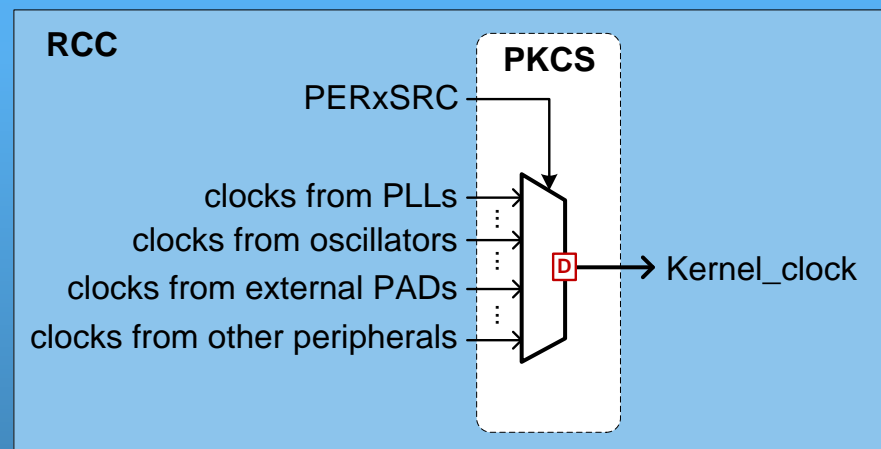 RCC
PKCS
PERxSRC
clocks from PLLs
clocks from oscillators
D
Kernel_clock
clocks from external PADs
clocks from other peripherals